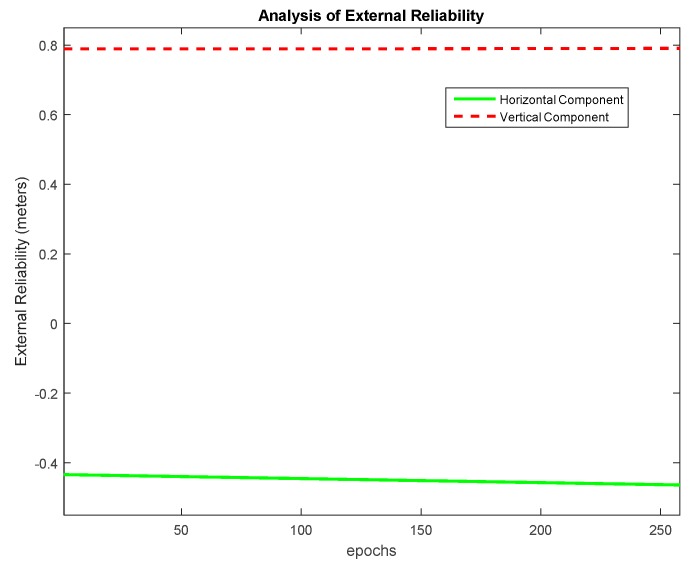 Analysis of External Reliability
0.8
0.6
0.4
0.2
0
-0.2
-0.4
External Reliability (meters)
Horizontal Component
Vertical Component
50
100
150
200
250
epochs